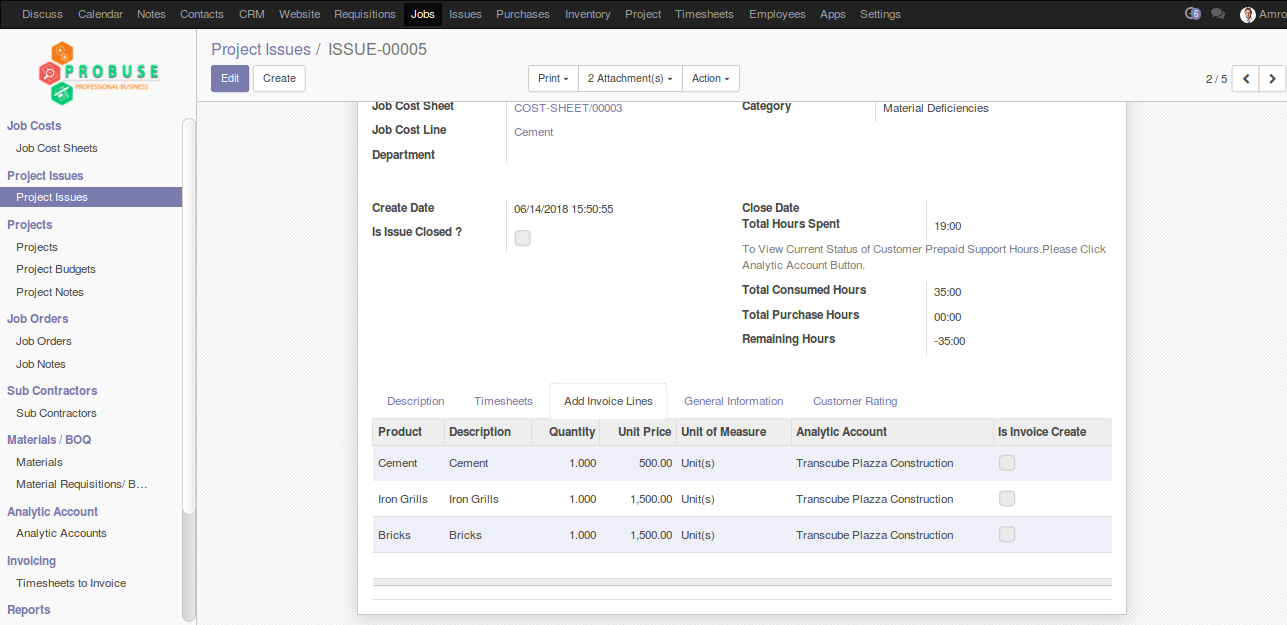 Discuss Calendar Notes Contacts CRM Website Requisitions Jobs Issues Purchases Inventory Project Timesheets Employees Apps Settings 6 Amro
PROBUSE
PROFESSIONAL BUSINESS
Job Costs
Job Cost Sheets
Project Issues
Project Issues
Projects
Projects
Project Budgets
Project Notes
Job Orders
Job Orders
Job Notes
Sub Contractors
Sub Contractors
Materials / BOQ
Materials
Material Requisitions/ B...
Analytic Account
Analytic Accounts
Invoicing
Timesheets to Invoice
Reports
Project Issues / ISSUE-00005
Edit Create Print 2 Attachment(s) Action 2 / 5
Job Cost Sheet COST-SHEET/00003 Category Material Deficiencies
Job Cost Line Cement
Department
Create Date 06/14/2018 15:50:55
Is Issue Closed ?
Close Date
Total Hours Spent 19:00
To View Current Status of Customer Prepaid Support Hours.Please Click
Analytic Account Button.
Total Consumed Hours 35:00
Total Purchase Hours 00:00
Remaining Hours -35:00
Description Timesheets Add Invoice Lines General Information Customer Rating
Product Description Quantity Unit Price Unit of Measure Analytic Account Is Invoice Create
Cement Cement 1.000 500.00 Unit(s) Transcube Plazza Construction
Iron Grills Iron Grills 1.000 1,500.00 Unit(s) Transcube Plazza Construction
Bricks Bricks 1.000 1,500.00 Unit(s) Transcube Plazza Construction